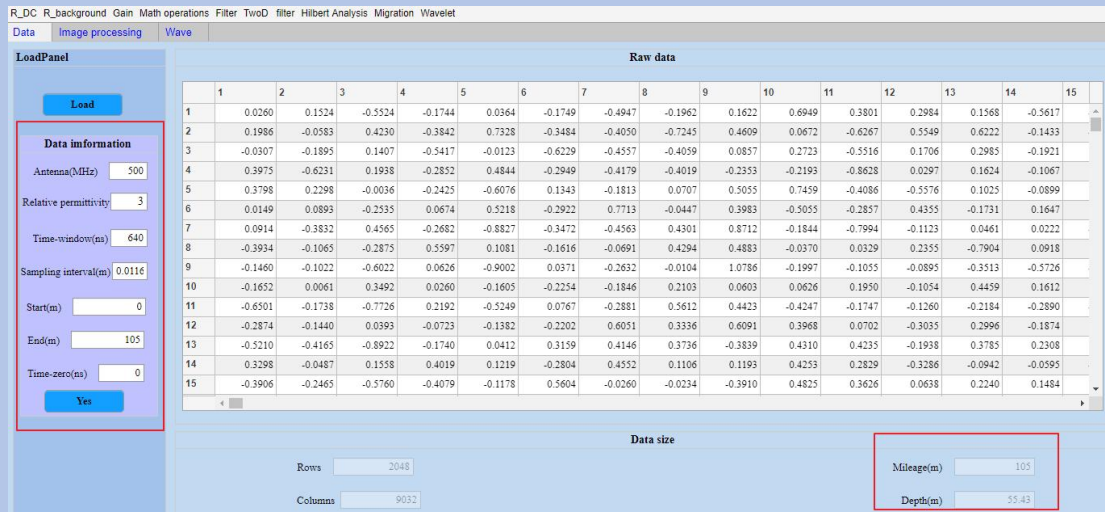 R_DC R_background Gain Math operations Filter TwoD filter Hilbert Analysis Migration Wavelet
Data Image processing Wave
LoadPanel Raw data
Load
1 2 3 4 5 6 7 8 9 10 11 12 13 14 15
1 0.0260 0.1524 -0.5524 -0.1744 0.0364 -0.1749 -0.4947 -0.1962 0.1622 0.6949 0.3801 0.2984 0.1568 -0.5617
2 0.1986 -0.0583 0.4230 -0.3842 0.7328 -0.3484 -0.4050 -0.7245 0.4609 0.0672 -0.6267 0.5549 0.6222 -0.1433
3 -0.0307 -0.1895 0.1407 -0.5417 -0.0123 -0.6229 -0.4557 -0.4059 0.0857 0.2723 -0.5516 0.1706 0.2985 -0.1921
4 0.3975 -0.6231 0.1938 -0.2852 0.4844 -0.2949 -0.4179 -0.4019 -0.2353 -0.2193 -0.8628 0.0297 0.1624 -0.1067
5 0.3798 0.2298 -0.0036 -0.2425 -0.6076 0.1343 -0.1813 0.0707 0.5055 0.7459 -0.4086 -0.5576 0.1025 -0.0899
6 0.0149 0.0893 -0.2535 0.0674 0.5218 -0.2922 0.7713 -0.0447 0.3983 -0.5055 -0.2857 0.4355 -0.1731 0.1647
7 0.0914 -0.3832 0.4565 -0.2682 -0.8827 -0.3472 -0.4563 0.4301 0.8712 -0.1844 -0.7994 -0.1123 0.0461 0.0222
8 -0.3934 -0.1065 -0.2875 0.5597 0.1081 -0.1616 -0.0691 0.4294 0.4883 -0.0370 0.0329 0.2355 -0.7904 0.0918
9 -0.1460 -0.1022 -0.6022 0.0626 -0.9002 0.0371 -0.2632 -0.0104 1.0786 -0.1997 -0.1055 -0.0895 -0.3513 -0.5726
10 -0.1652 0.0061 0.3492 0.0260 -0.1605 -0.2254 -0.1846 0.2103 0.0603 0.0626 0.1950 -0.1054 0.4459 0.1612
11 -0.6501 -0.1738 -0.7726 0.2192 -0.5249 0.0767 -0.2881 0.5612 0.4423 -0.4247 -0.1747 -0.1260 -0.2184 -0.2890
12 -0.2874 -0.1440 0.0393 -0.0723 -0.1382 -0.2202 0.6051 0.3336 0.6091 0.3968 0.0702 -0.3035 0.2996 -0.1874
13 -0.5210 -0.4165 -0.8922 -0.1740 0.0412 0.3159 0.4146 0.3736 -0.3839 0.4310 0.4235 -0.1938 0.3785 0.2308
14 0.3298 -0.0487 0.1558 0.4019 0.1219 -0.2804 0.4552 0.1106 0.1193 0.4253 0.2829 -0.3286 -0.0942 -0.0595
15 -0.3906 -0.2465 -0.5760 -0.4079 -0.1178 0.5604 -0.0260 -0.0234 -0.3910 0.4825 0.3626 0.0638 0.2240 0.1484
Data imformation
Antenna(MHz) 500
Relative permittivity 3
Time-window(ns) 640
Sampling interval(m) 0.0116
Start(m) 0
End(m) 105
Time-zero(ns) 0
Yes
Data size
Rows 2048 Mileage(m) 105
Columns 9032 Depth(m) 55.43